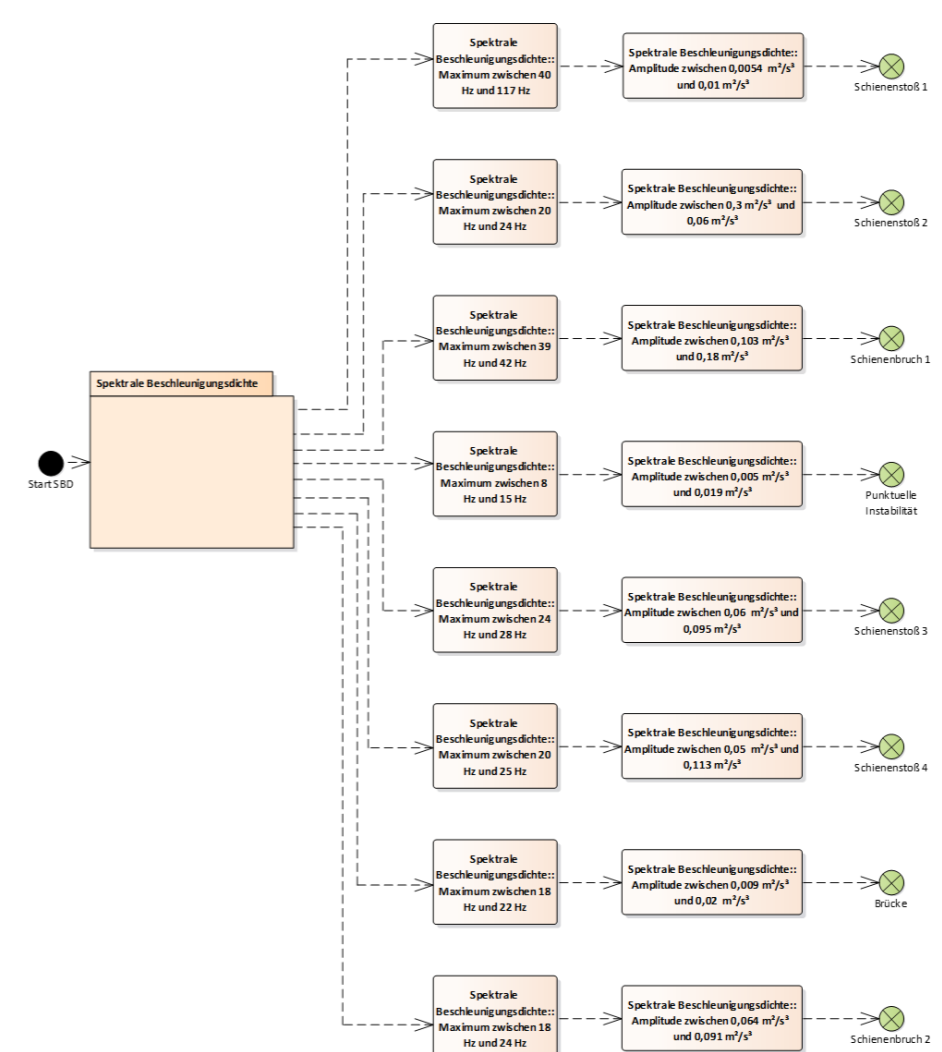 Spektrale
Beschleunigungsdichte::
Maximum zwischen 40
Hz und 117 Hz
Spektrale Beschleunigungsdichte::
Amplitude zwischen 0,0054 m²/s³
und 0,01 m²/s³
Schienenstoß 1
Spektrale
Beschleunigungsdichte::
Maximum zwischen 20
Hz und 24 Hz
Spektrale Beschleunigungsdichte::
Amplitude zwischen 0,3 m²/s³ und
0,06 m²/s³
Schienenstoß 2
Spektrale
Beschleunigungsdichte::
Maximum zwischen 39
Hz und 42 Hz
Spektrale Beschleunigungsdichte::
Amplitude zwischen 0,103 m²/s³
und 0,18 m²/s³
Schienenbruch 1
Spektrale Beschleunigungsdichte
Start SBD
Spektrale
Beschleunigungsdichte::
Maximum zwischen 8
Hz und 15 Hz
Spektrale Beschleunigungsdichte::
Amplitude zwischen 0,005 m²/s³
und 0,019 m²/s³
Punktuelle
Instabilität
Spektrale
Beschleunigungsdichte::
Maximum zwischen 24
Hz und 28 Hz
Spektrale Beschleunigungsdichte::
Amplitude zwischen 0,06 m²/s³ und
0,095 m²/s³
Schienenstoß 3
Spektrale
Beschleunigungsdichte::
Maximum zwischen 20
Hz und 25 Hz
Spektrale Beschleunigungsdichte::
Amplitude zwischen 0,05 m²/s³ und
0,113 m²/s³
Schienenstoß 4
Spektrale
Beschleunigungsdichte::
Maximum zwischen 18
Hz und 22 Hz
Spektrale Beschleunigungsdichte::
Amplitude zwischen 0,009 m²/s³
und 0,02 m²/s³
Brücke
Spektrale
Beschleunigungsdichte::
Maximum zwischen 18
Hz und 24 Hz
Spektrale Beschleunigungsdichte::
Amplitude zwischen 0,064 m²/s³
und 0,091 m²/s³
Schienenbruch 2